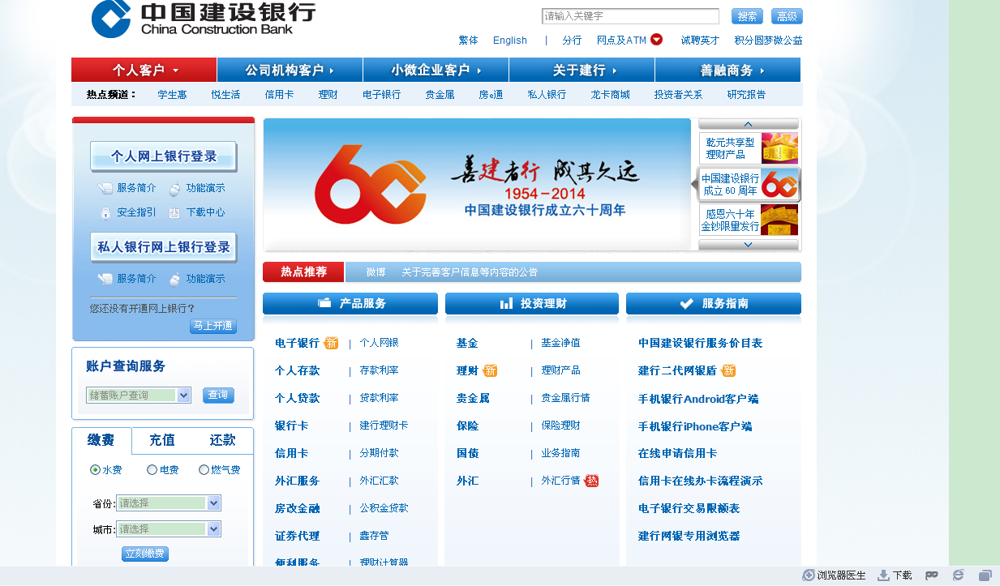 中国建设银行
China Construction Bank
请输入关键字 搜索 高级
繁体 English | 分行 网点及ATM 诚聘英才 积分圆梦微公益
个人客户 公司机构客户 小微企业客户 关于建行 善融商务
热点频道： 学生惠 悦生活 信用卡 理财 电子银行 贵金属 房e通 私人银行 龙卡商城 投资者关系 研究报告
个人网上银行登录
服务简介 功能演示
安全指引 下载中心
私人银行网上银行登录
服务简介 功能演示
您还没有开通网上银行？
马上开通
账户查询服务
储蓄账户查询 查询
缴费 充值 还款
水费 电费 燃气费
省份: 请选择
城市: 请选择
立刻缴费
60 善建者行 成其久远
1954-2014
中国建设银行成立六十周年
乾元共享型
理财产品
中国建设银行
成立 60 周年
60
感恩六十年
金钞限量发行
热点推荐 微博 关于完善客户信息等内容的公告
产品服务
电子银行 新 | 个人网银
个人存款 | 存款利率
个人贷款 | 贷款利率
银行卡 | 建行理财卡
信用卡 | 分期付款
外汇服务 | 外汇汇款
房改金融 | 公积金贷款
证券代理 | 鑫存管
便利服务 | 理财计算器
投资理财
基金 | 基金净值
理财 新 | 理财产品
贵金属 | 贵金属行情
保险 | 保险理财
国债 | 业务指南
外汇 | 外汇行情 热
服务指南
中国建设银行服务价目表
建行二代网银盾 新
手机银行Android客户端
手机银行iPhone客户端
在线申请信用卡
信用卡在线办卡流程演示
电子银行交易限额表
建行网银专用浏览器
浏览器医生 下载